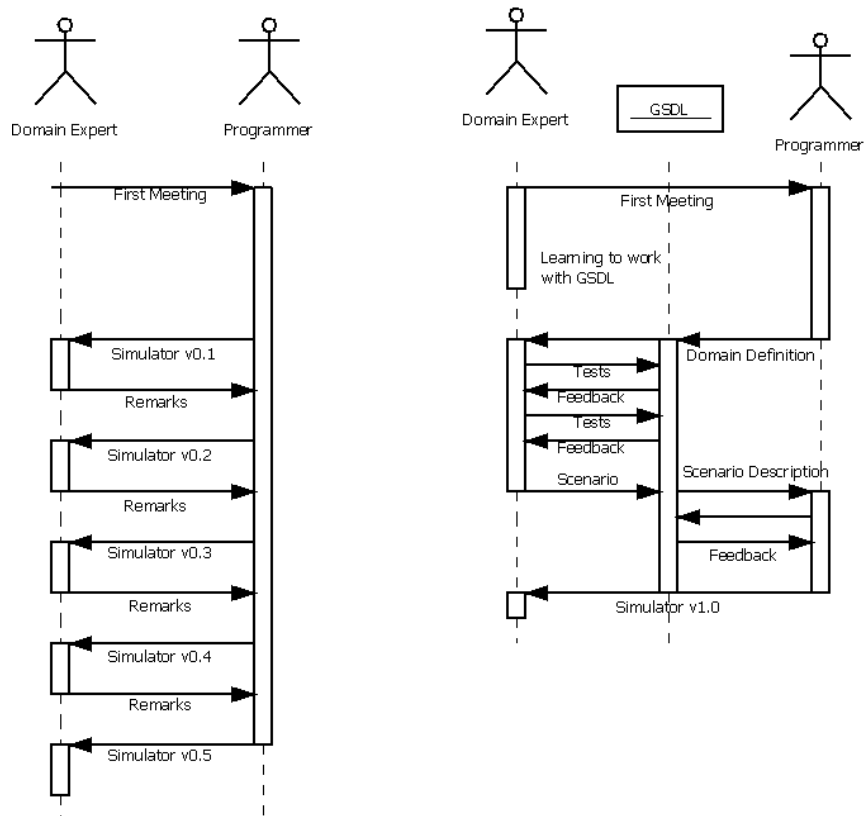 Domain Expert
Programmer
First Meeting
Simulator v0.1
Remarks
Simulator v0.2
Remarks
Simulator v0.3
Remarks
Simulator v0.4
Remarks
Simulator v0.5
Domain Expert
GSDL
Programmer
First Meeting
Learning to work
with GSDL
Domain Definition
Tests
Feedback
Tests
Feedback
Scenario
Scenario Description
Feedback
Simulator v1.0